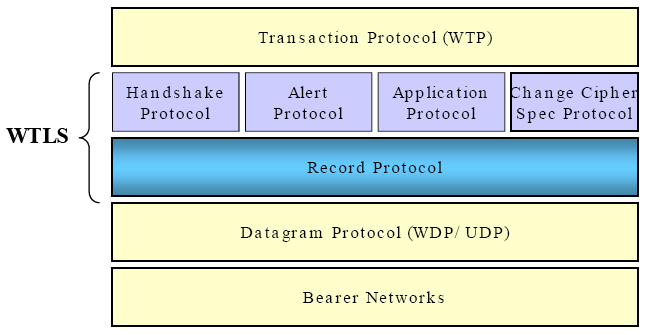 Transaction Protocol (WTP)
Handshake Protocol
Alert Protocol
Application Protocol
Change Cipher Spec Protocol
WTLS
Record Protocol
Datagram Protocol (WDP/ UDP)
Bearer Networks